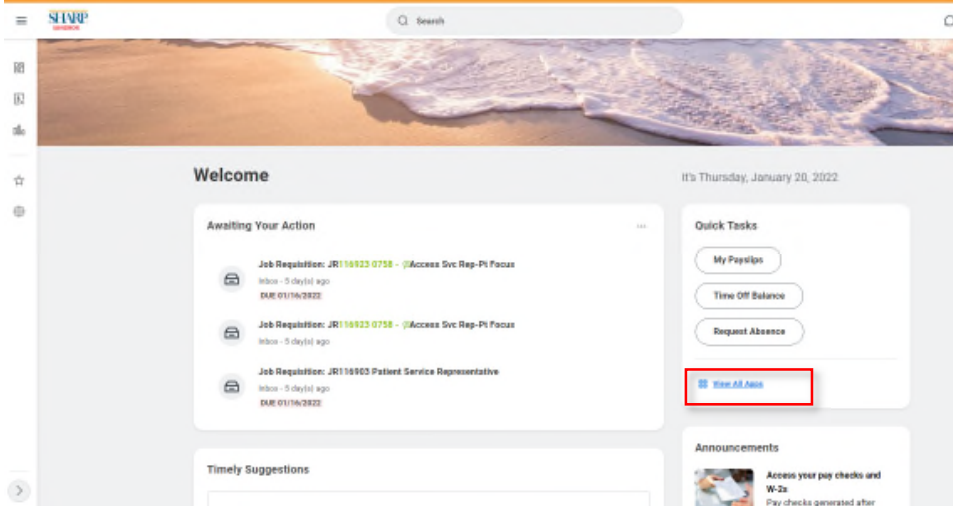 SHARP
Search
Welcome
It's Thursday, January 20, 2022
Awaiting Your Action
Job Requisition: JR116923 0758 - Access Svc Rep-Pt Focus
Inbox - 5 day(s) ago
DUE 01/16/2022
Job Requisition: JR116923 0758 - Access Svc Rep-Pt Focus
Inbox - 5 day(s) ago
Job Requisition: JR116903 Patient Service Representative
Inbox - 5 day(s) ago
DUE 01/16/2022
Timely Suggestions
Quick Tasks
My Payslips
Time Off Balance
Request Absence
View All Apps
Announcements
Access your pay checks and
W-2s
Pay checks generated after